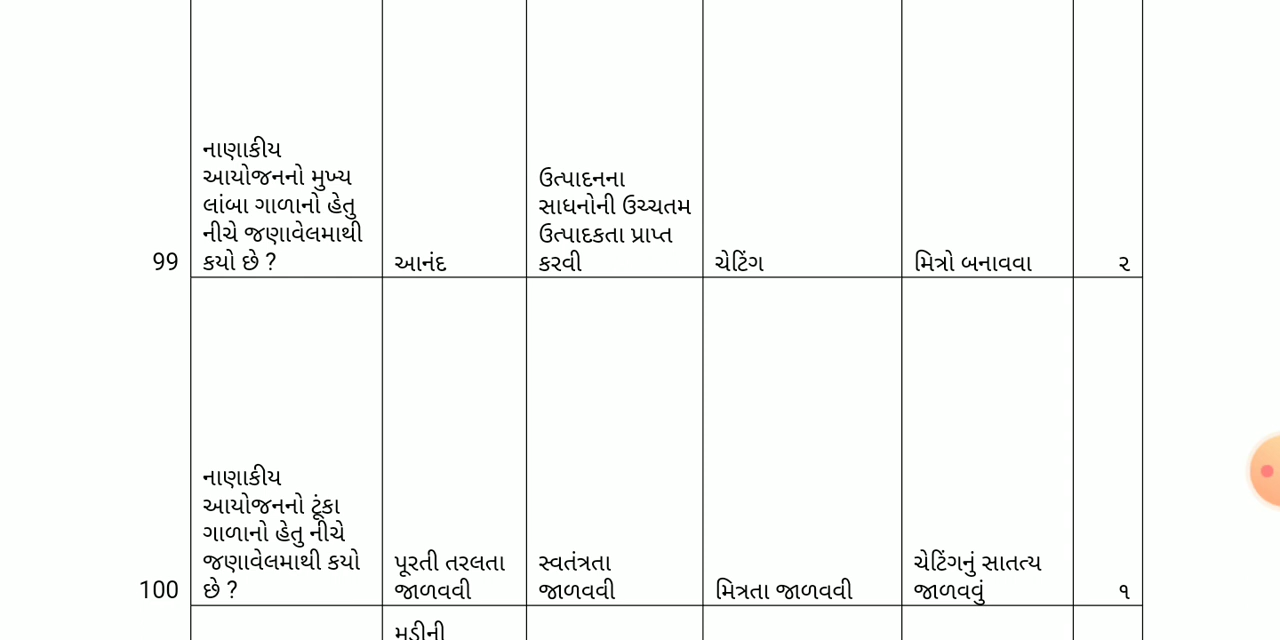 નાણાકીય
આયોજનનો મુખ્ય
લાંબા ગાળાનો હેતુ
નીચે જણાવેલમાથી
કયો છે ?
99
આનંદ
ઉત્પાદનના
સાધનોની ઉચ્ચતમ
ઉત્પાદકતા પ્રાપ્ત
કરવી
ચેટિંગ
મિત્રો બનાવવા
૨
નાણાકીય
આયોજનનો ટૂંકા
ગાળાનો હેતુ નીચે
જણાવેલમાથી કયો
છે ?
100
પૂરતી તરલતા
જાળવવી
સ્વતંત્રતા
જાળવવી
મિત્રતા જાળવવી
ચેટિંગનું સાતત્ય
જાળવવું
૧
મડીની